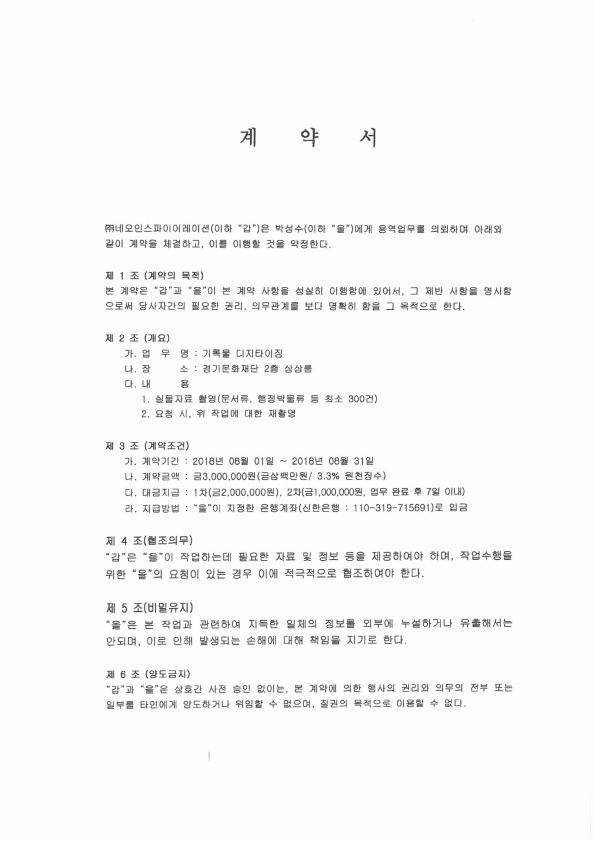 계 약 서
㈜네오인스파이어레이션(이하 "갑")은 박성수(이하 "을")에게 용역업무를 의뢰하며 아래와
같이 계약을 체결하고, 이를 이행할 것을 약정한다.
제 1 조 (계약의 목적)
본 계약은 "갑"과 "을"이 본 계약 사항을 성실히 이행함에 있어서, 그 제반 사항을 명시함
으로써 당사자간의 필요한 권리, 의무관계를 보다 명확히 함을 그 목적으로 한다.
제 2 조 (개요)
가. 업 무 명 : 기록물 디지타이징
나. 장 소 : 경기문화재단 2층 상상룸
다. 내 용
1. 실물자료 촬영(문서류, 행정박물류 등 최소 300건)
2. 요청 시, 위 작업에 대한 재촬영
제 3 조 (계약조건)
가. 계약기간 : 2018년 08월 01일 ~ 2018년 08월 31일
나. 계약금액 : 금3,000,000원(금삼백만원/ 3.3% 원천징수)
다. 대금지급 : 1차(금2,000,000원), 2차(금1,000,000원, 업무 완료 후 7일 이내)
라. 지급방법 : "을"이 지정한 은행계좌(신한은행 : 110-319-715691)로 입금
제 4 조(협조의무)
"갑"은 "을"이 작업하는데 필요한 자료 및 정보 등을 제공하여야 하며, 작업수행을
위한 "을"의 요청이 있는 경우 이에 적극적으로 협조하여야 한다.
제 5 조(비밀유지)
"을"은 본 작업과 관련하여 지득한 일체의 정보를 외부에 누설하거나 유출해서는
안되며, 이로 인해 발생되는 손해에 대해 책임을 지기로 한다.
제 6 조 (양도금지)
"갑"과 "을"은 상호간 사전 승인 없이는, 본 계약에 의한 행사의 권리와 의무의 전부 또는
일부를 타인에게 양도하거나 위임할 수 없으며, 질권의 목적으로 이용할 수 없다.